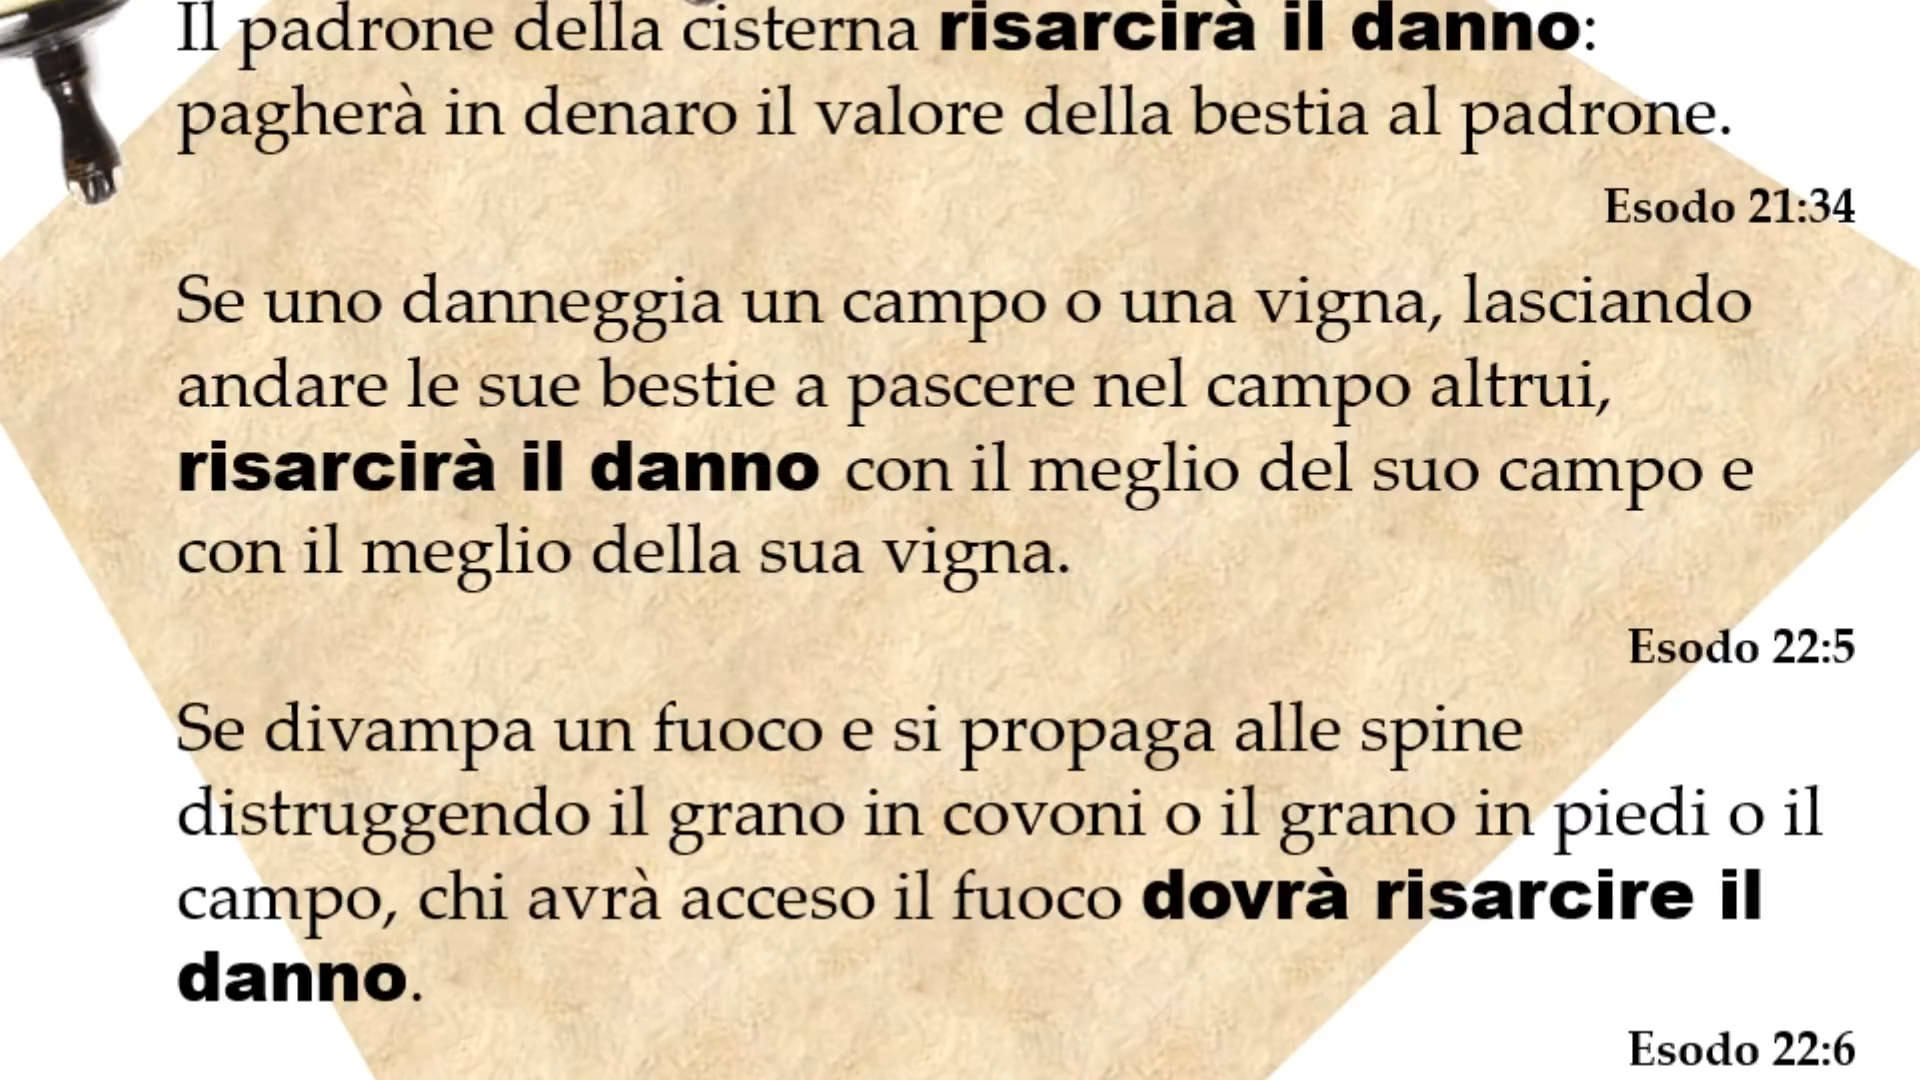 Il padrone della cisterna risarcirà il danno:
pagherà in denaro il valore della bestia al padrone.
Esodo 21:34
Se uno danneggia un campo o una vigna, lasciando
andare le sue bestie a pascere nel campo altrui,
risarcirà il danno con il meglio del suo campo e
con il meglio della sua vigna.
Esodo 22:5
Se divampa un fuoco e si propaga alle spine
distruggendo il grano in covoni o il grano in piedi o il
campo, chi avrà acceso il fuoco dovrà risarcire il
danno.
Esodo 22:6